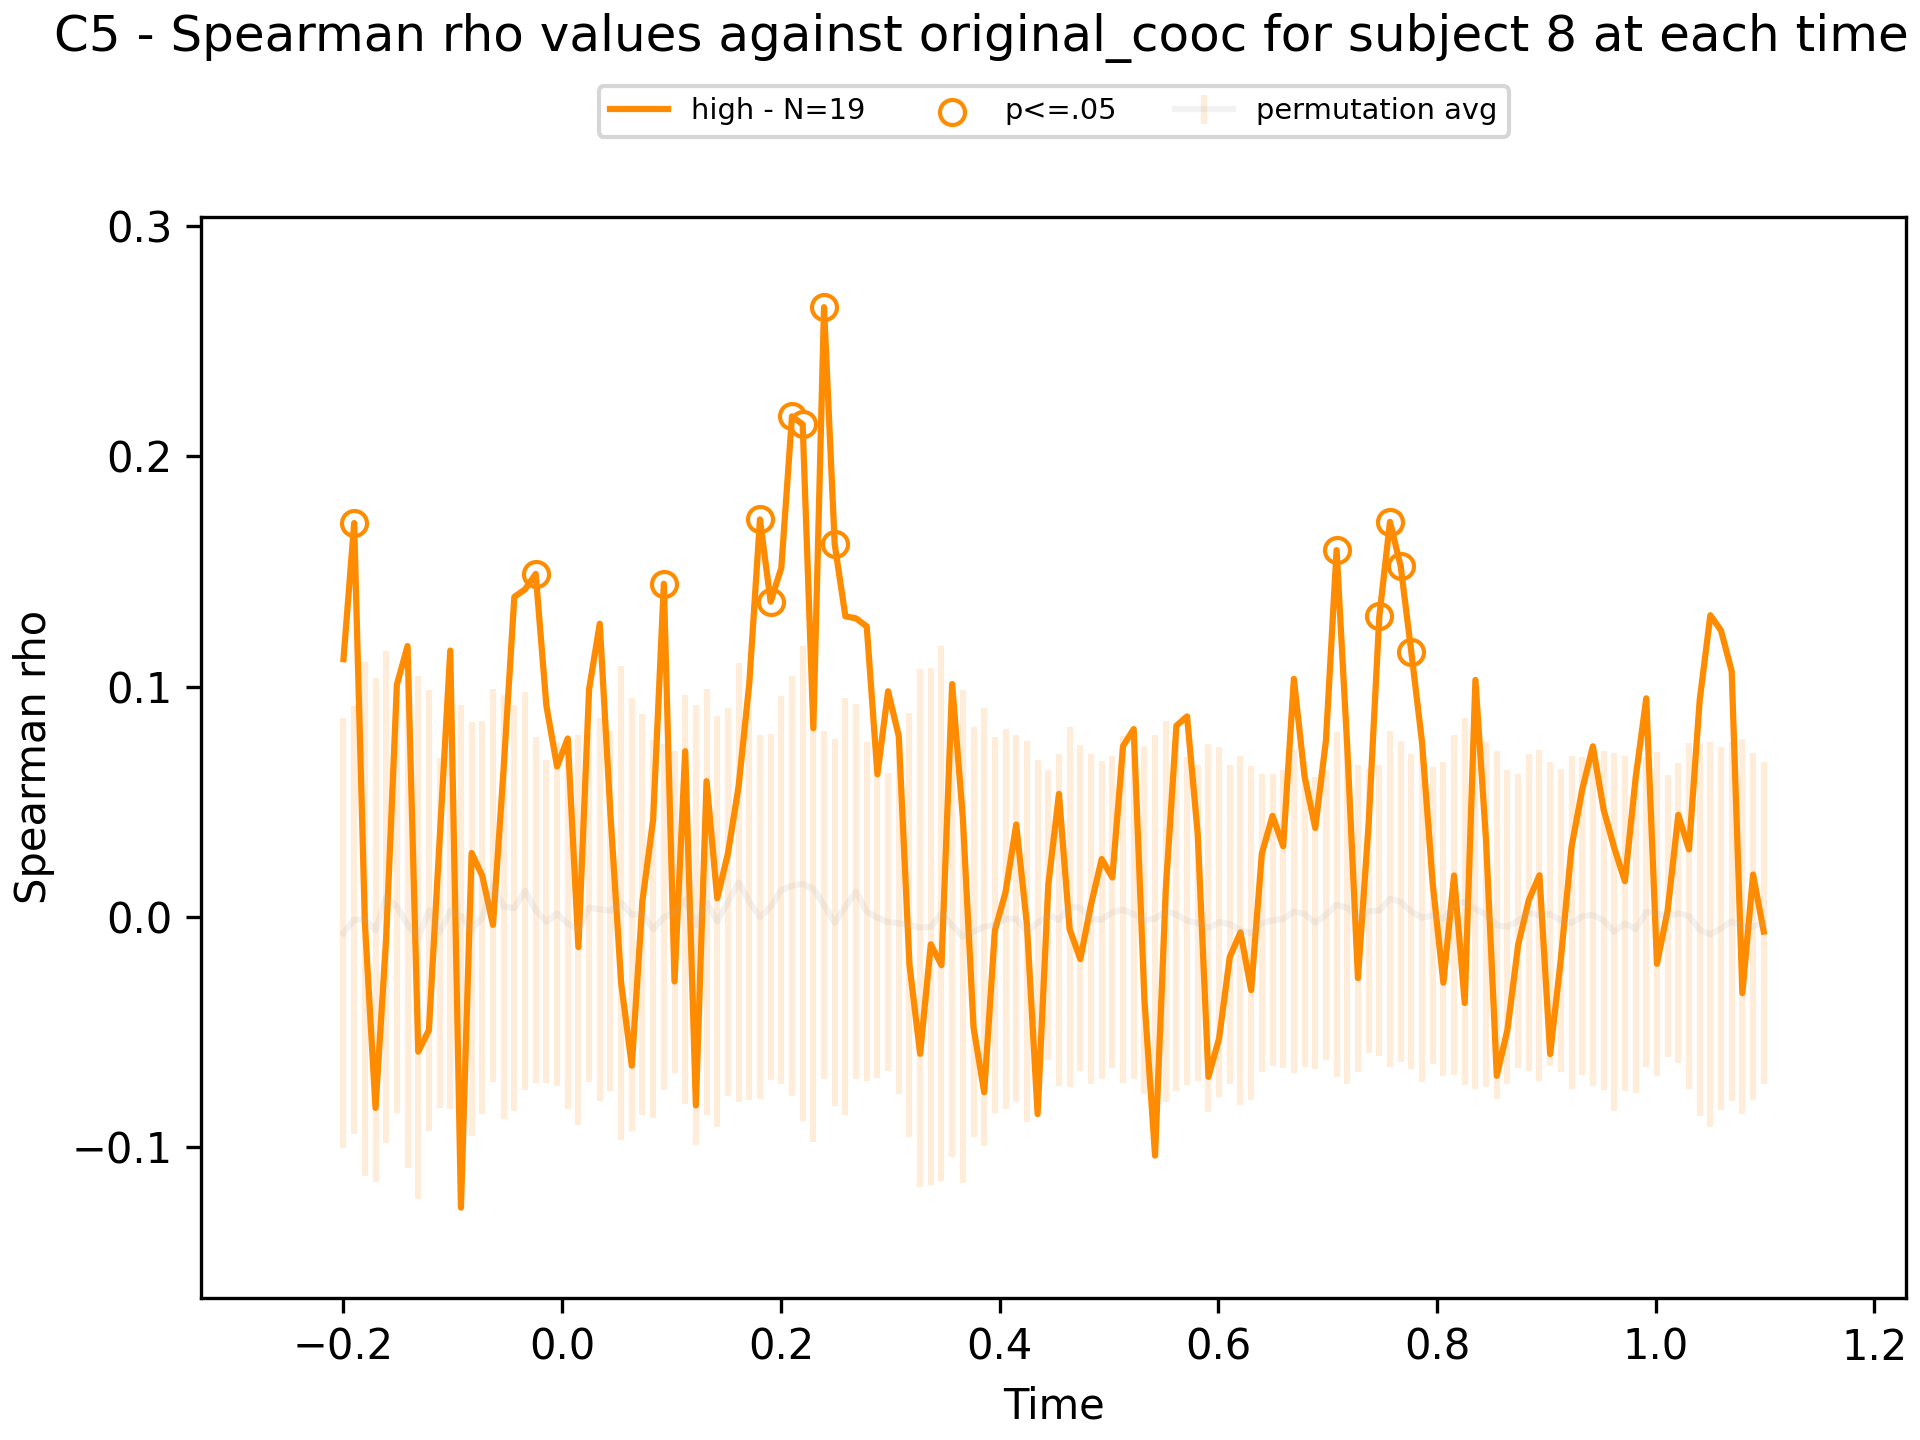 C5 - Spearman rho values against original_cooc for subject 8 at each time
high - N=19 p<=.05 permutation avg
0.3
0.2
0.1
0.0
−0.1
Spearman rho
−0.2 0.0 0.2 0.4 0.6 0.8 1.0 1.2
Time